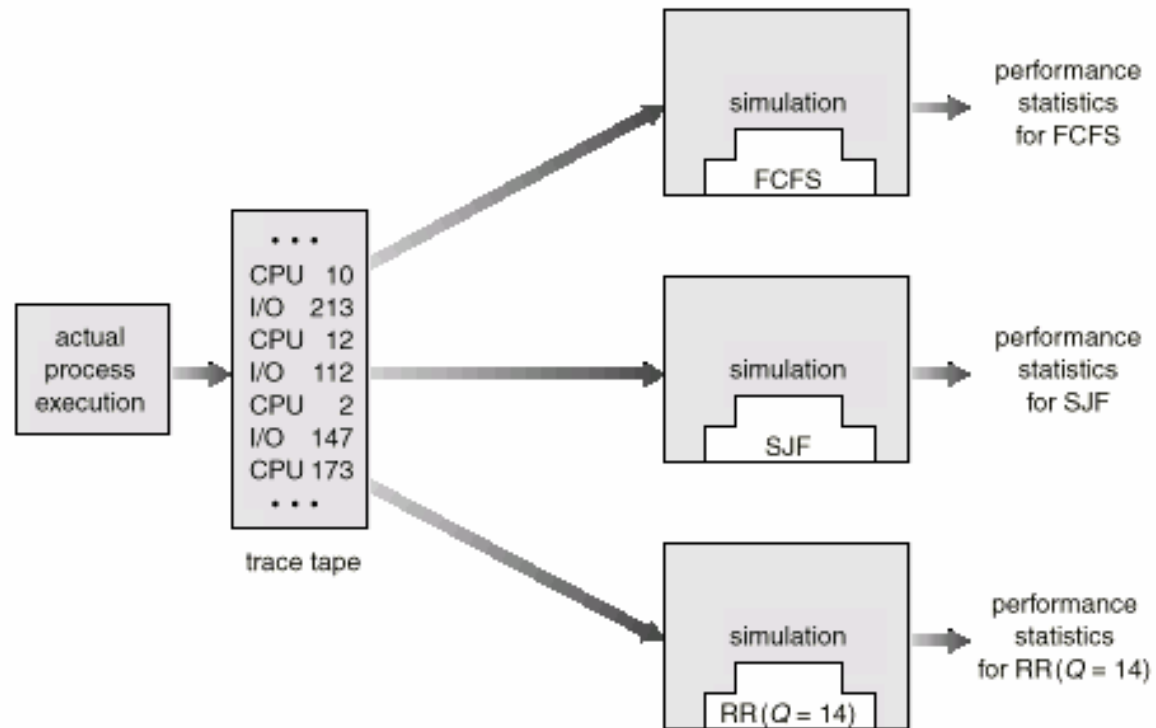 actual
process
execution
• • •
CPU 10
I/O 213
CPU 12
I/O 112
CPU 2
I/O 147
CPU 173
• • •
trace tape
simulation
FCFS
performance
statistics
for FCFS
simulation
SJF
performance
statistics
for SJF
simulation
RR (Q = 14)
performance
statistics
for RR (Q = 14)